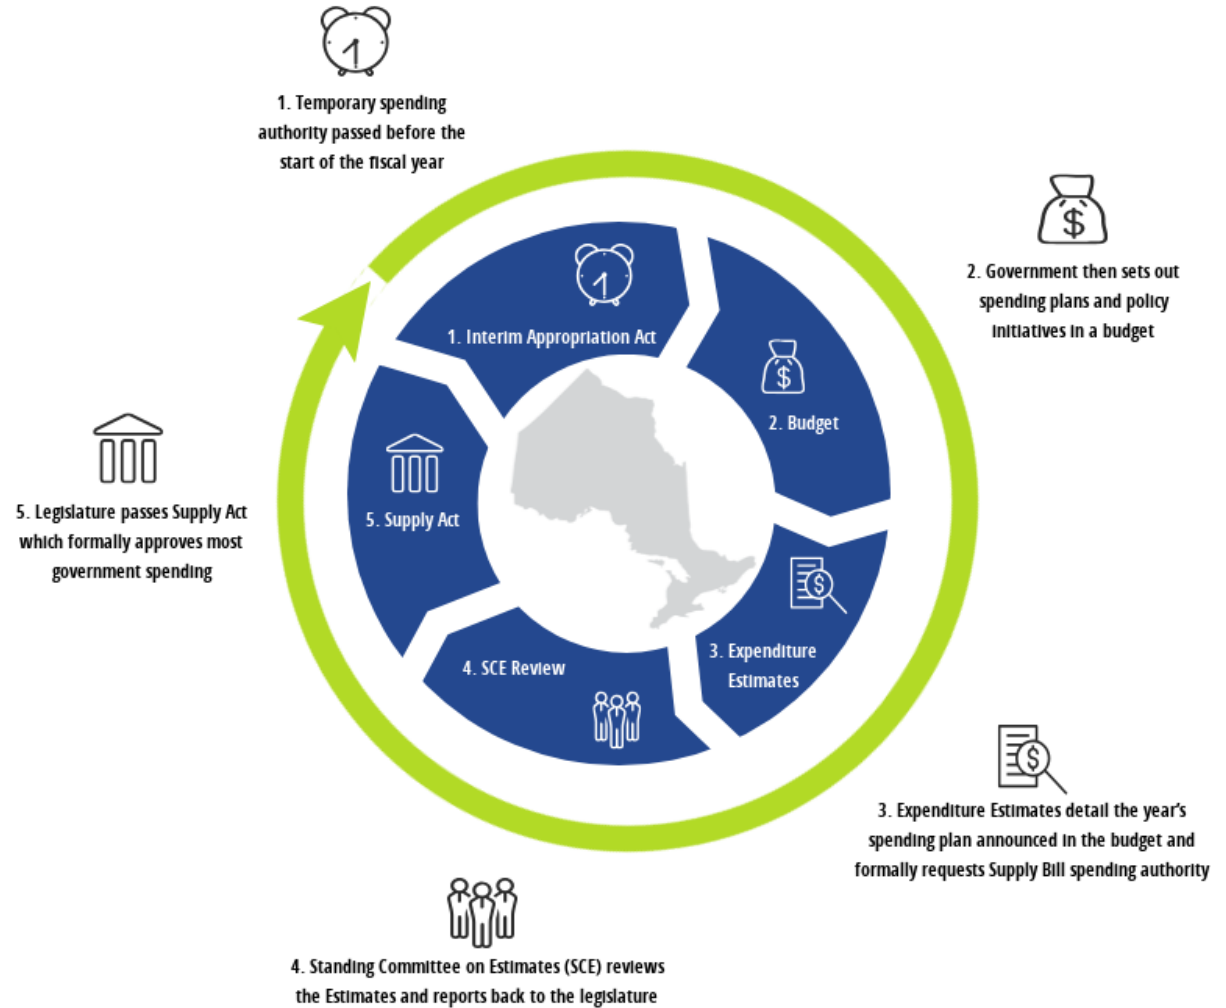 1. Temporary spending
authority passed before the
start of the fiscal year
$
2. Government then sets out
spending plans and policy
initiatives in a budget
1. Interim Appropriation Act
$
2. Budget
5. Legislature passes Supply Act
which formally approves most
government spending
5. Supply Act
$
3. Expenditure
Estimates
4. SCE Review
$
3. Expenditure Estimates detail the year's
spending plan announced in the budget and
formally requests Supply Bill spending authority
4. Standing Committee on Estimates (SCE) reviews
the Estimates and reports back to the legislature